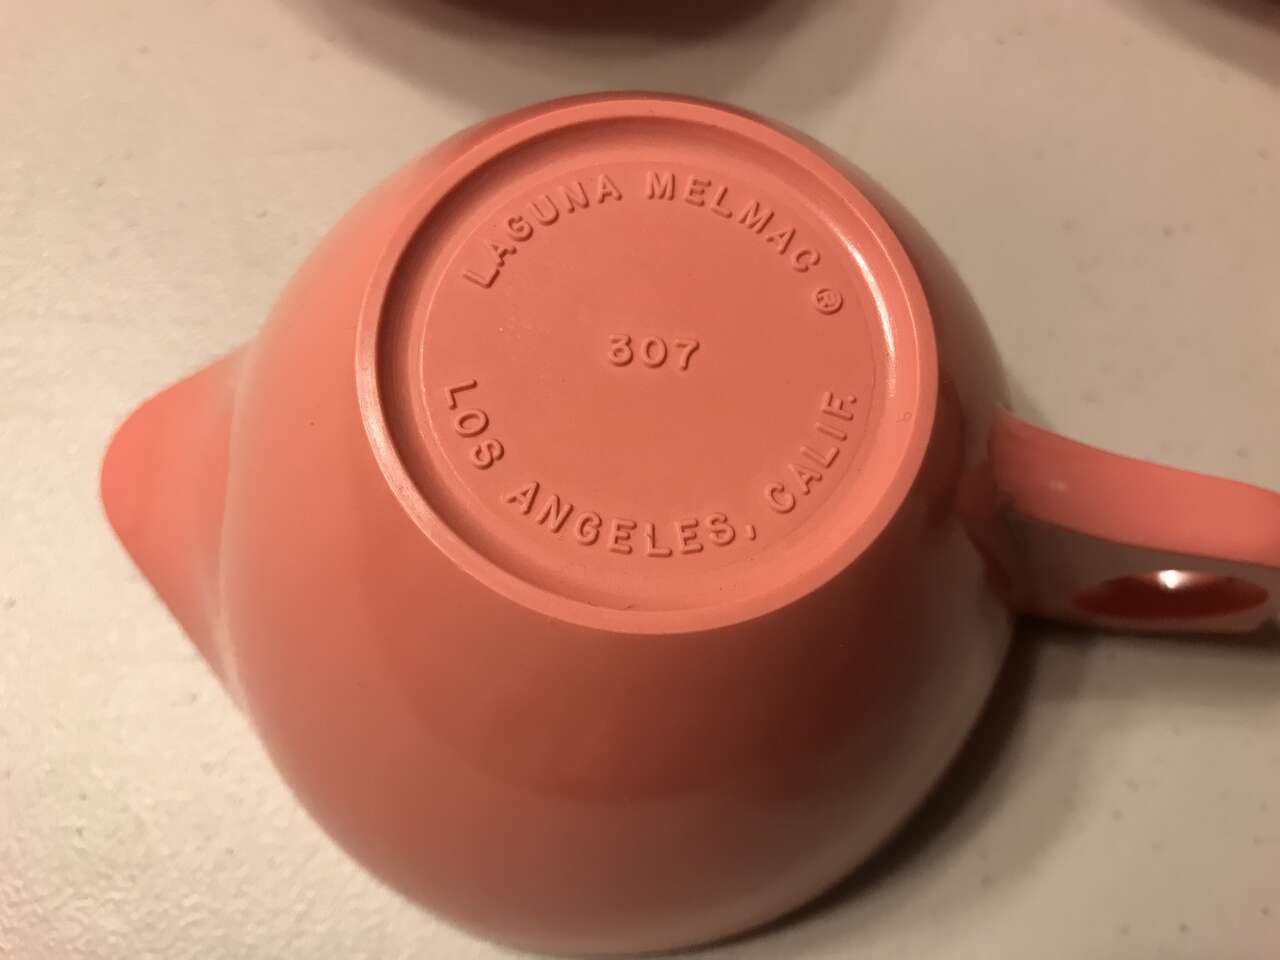 LAGUNA MELMAC ®
307
LOS ANGELES, CALIF.